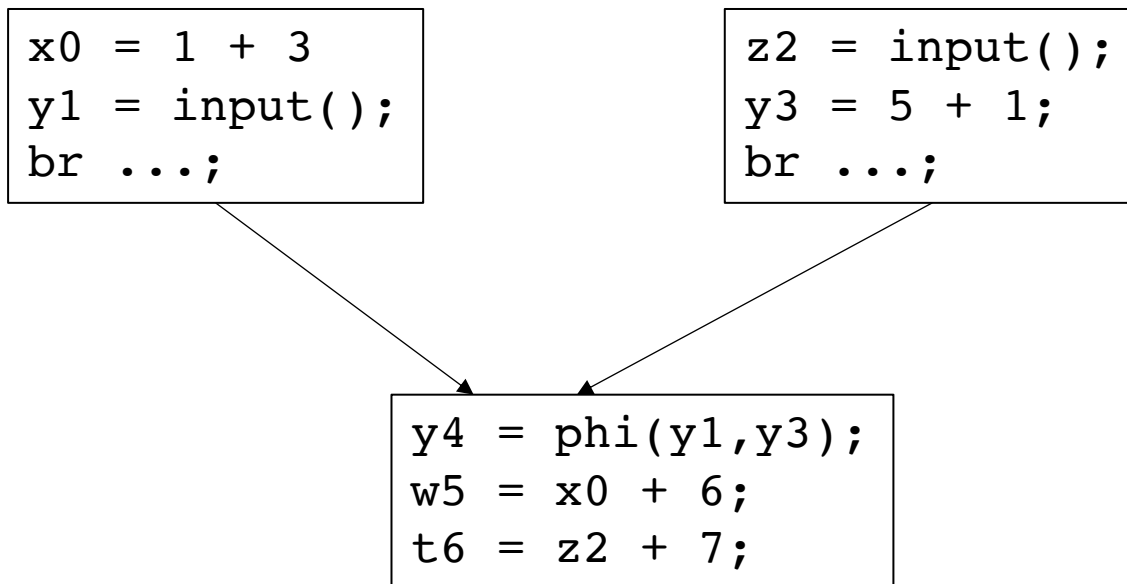 x0 = 1 + 3
y1 = input();
br ...;
z2 = input();
y3 = 5 + 1;
br ...;
y4 = phi(y1,y3);
w5 = x0 + 6;
t6 = z2 + 7;